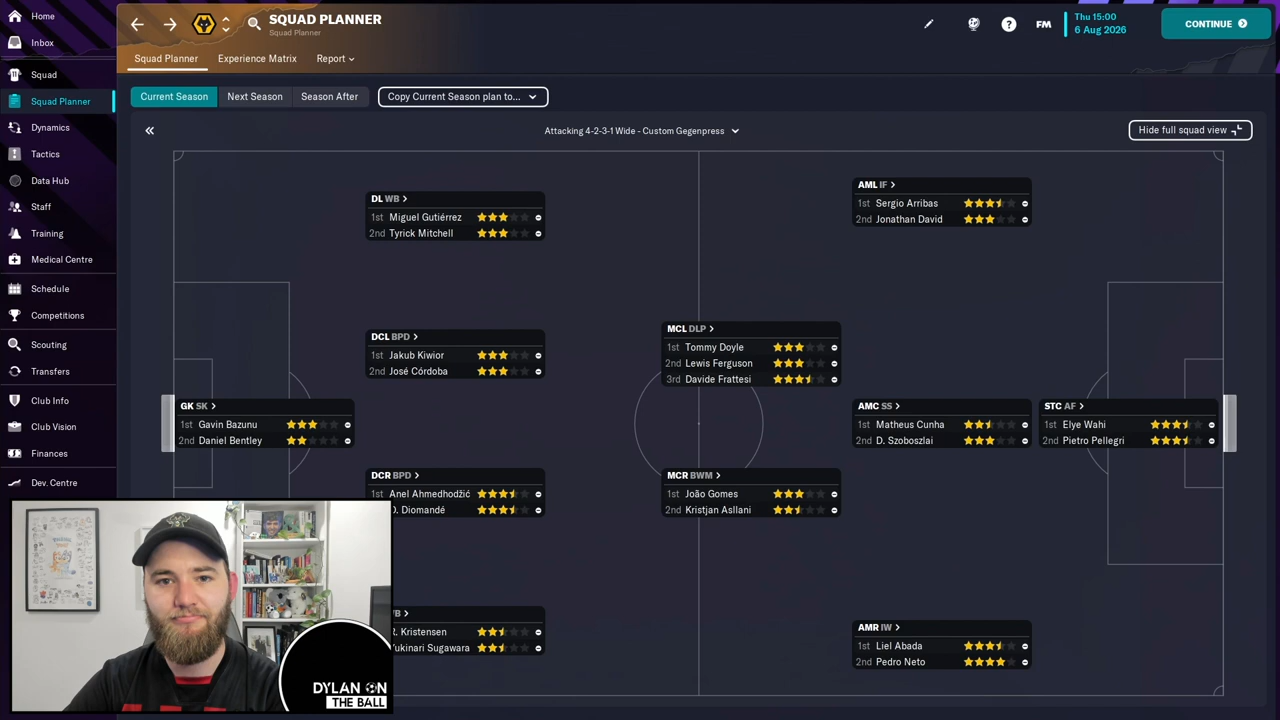 Home
Inbox
Squad
Squad Planner
Dynamics
Tactics
Data Hub
Staff
Training
Medical Centre
Schedule
Competitions
Scouting
Transfers
Club Info
Club Vision
Finances
Dev. Centre
SQUAD PLANNER
Squad Planner
FM
Thu 15:00
6 Aug 2026
CONTINUE
Squad Planner Experience Matrix Report
Current Season Next Season Season After Copy Current Season plan to...
Attacking 4-2-3-1 Wide - Custom Gegenpress
Hide full squad view
DL WB
1st Miguel Gutiérrez
2nd Tyrick Mitchell
AML IF
1st Sergio Arribas
2nd Jonathan David
DCL BPD
1st Jakub Kiwior
2nd José Córdoba
MCL DLP
1st Tommy Doyle
2nd Lewis Ferguson
3rd Davide Frattesi
GK SK
1st Gavin Bazunu
2nd Daniel Bentley
AMC SS
1st Matheus Cunha
2nd D. Szoboszlai
STC AF
1st Elye Wahi
2nd Pietro Pellegri
DCR BPD
1st Anel Ahmedhodžić
D. Diomandé
MCR BWM
1st João Gomes
2nd Kristjan Asllani
R. Kristensen
Yukinari Sugawara
AMR IW
1st Liel Abada
2nd Pedro Neto
DYLAN ON
THE BALL